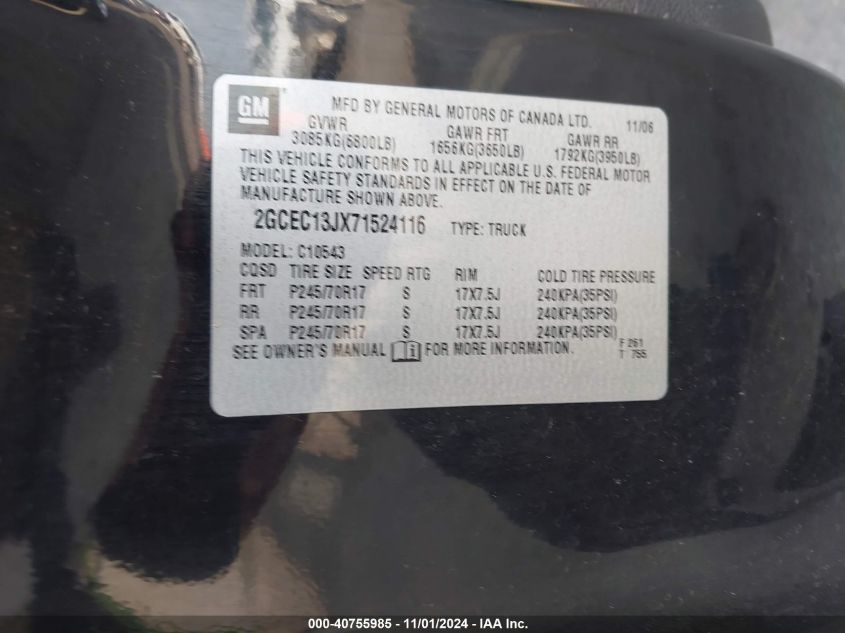 GM
MFD BY GENERAL MOTORS OF CANADA LTD. 11/06
GVWR GAWR FRT GAWR RR
3085KG(6800LB) 1656KG(3650LB) 1792KG(3950LB)
THIS VEHICLE CONFORMS TO ALL APPLICABLE U.S. FEDERAL MOTOR
VEHICLE SAFETY STANDARDS IN EFFECT ON THE DATE OF
MANUFACTURE SHOWN ABOVE.
2GCEC13JX71524116 TYPE: TRUCK
MODEL: C10543
CQSD TIRE SIZE SPEED RTG RIM COLD TIRE PRESSURE
FRT P245/70R17 S 17X7.5J 240KPA(35PSI)
RR P245/70R17 S 17X7.5J 240KPA(35PSI)
SPA P245/70R17 S 17X7.5J 240KPA(35PSI)
SEE OWNER'S MANUAL i FOR MORE INFORMATION. F 261
T 755
000-40755985 - 11/01/2024 - IAA Inc.